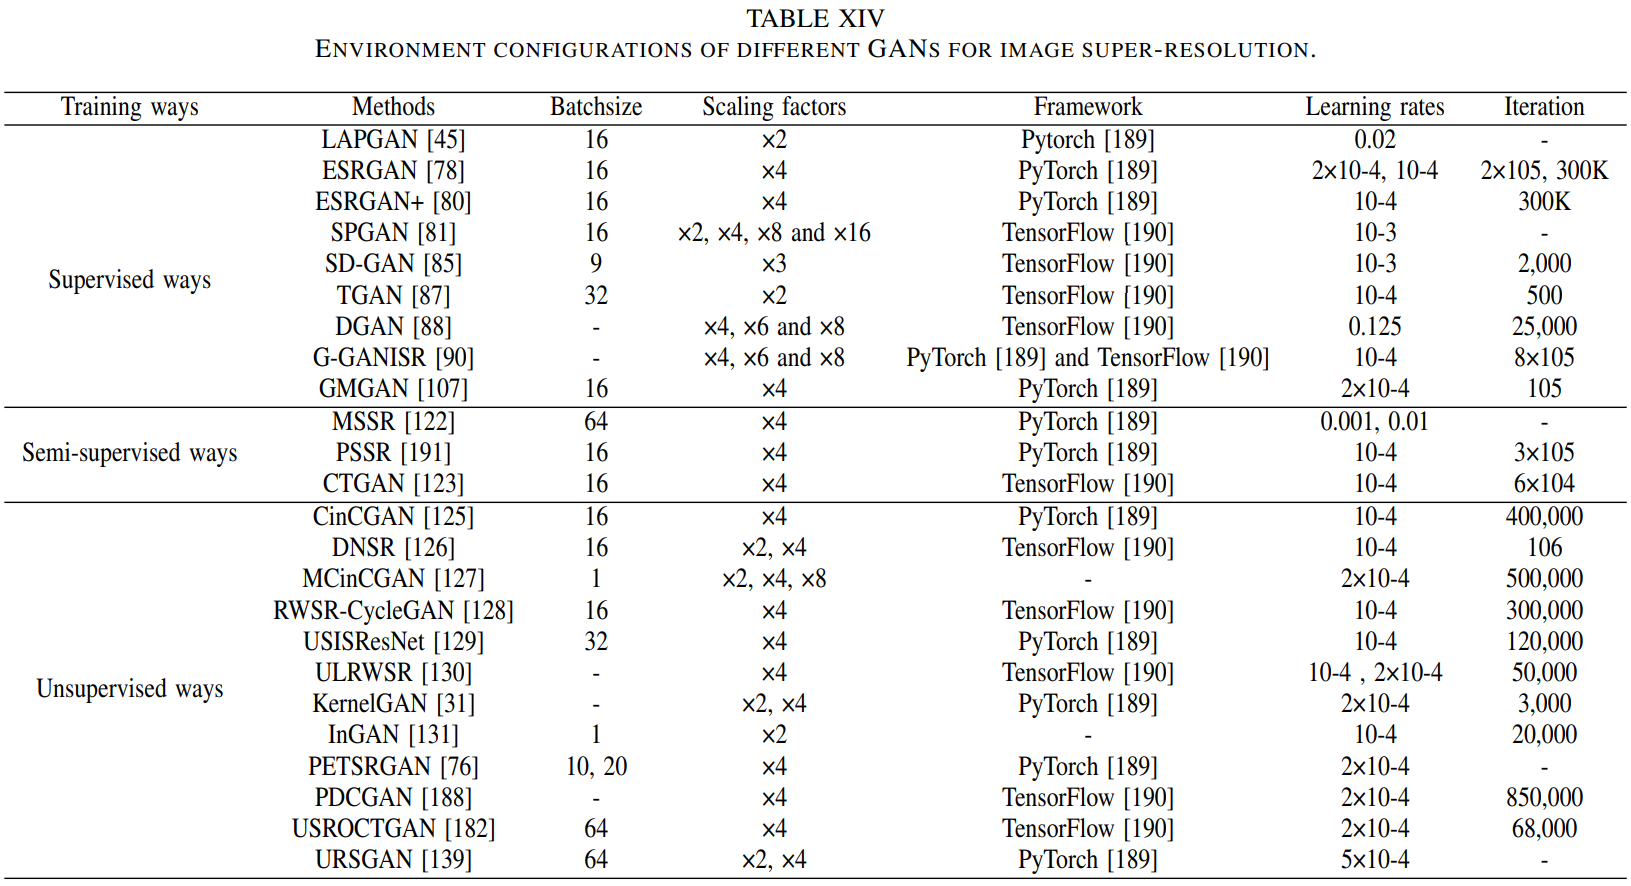 TABLE XIV
ENVIRONMENT CONFIGURATIONS OF DIFFERENT GANS FOR IMAGE SUPER-RESOLUTION.
Training ways Methods Batchsize Scaling factors Framework Learning rates Iteration
LAPGAN [45] 16 ×2 Pytorch [189] 0.02 -
ESRGAN [78] 16 ×4 PyTorch [189] 2×10-4, 10-4 2×105, 300K
ESRGAN+ [80] 16 ×4 PyTorch [189] 10-4 300K
SPGAN [81] 16 ×2, ×4, ×8 and ×16 TensorFlow [190] 10-3 -
SD-GAN [85] 9 ×3 TensorFlow [190] 10-3 2,000
Supervised ways
TGAN [87] 32 ×2 TensorFlow [190] 10-4 500
DGAN [88] - ×4, ×6 and ×8 TensorFlow [190] 0.125 25,000
G-GANISR [90] - ×4, ×6 and ×8 PyTorch [189] and TensorFlow [190] 10-4 8×105
GMGAN [107] 16 ×4 PyTorch [189] 2×10-4 105
MSSR [122] 64 ×4 PyTorch [189] 0.001, 0.01 -
Semi-supervised ways PSSR [191] 16 ×4 PyTorch [189] 10-4 3×105
CTGAN [123] 16 ×4 TensorFlow [190] 10-4 6×104
CinCGAN [125] 16 ×4 PyTorch [189] 10-4 400,000
DNSR [126] 16 ×2, ×4 TensorFlow [190] 10-4 106
MCinCGAN [127] 1 ×2, ×4, ×8 - 2×10-4 500,000
RWSR-CycleGAN [128] 16 ×4 TensorFlow [190] 10-4 300,000
USISResNet [129] 32 ×4 PyTorch [189] 10-4 120,000
ULRWSR [130] - ×4 TensorFlow [190] 10-4 , 2×10-4 50,000
Unsupervised ways
KernelGAN [31] - ×2, ×4 PyTorch [189] 2×10-4 3,000
InGAN [131] 1 ×2 - 10-4 20,000
PETSRGAN [76] 10, 20 ×4 PyTorch [189] 2×10-4 -
PDCGAN [188] - ×4 TensorFlow [190] 2×10-4 850,000
USROCTGAN [182] 64 ×4 TensorFlow [190] 2×10-4 68,000
URSGAN [139] 64 ×2, ×4 PyTorch [189] 5×10-4 -